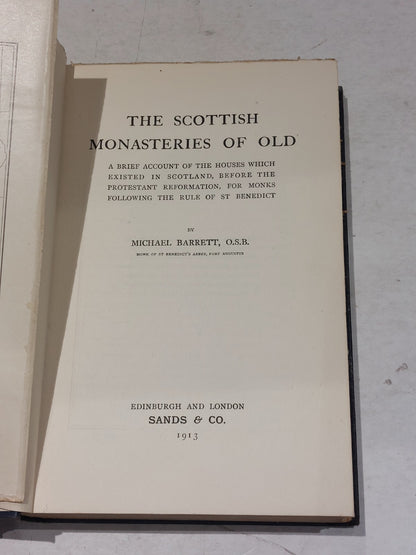 THE SCOTTISH
MONASTERIES OF OLD
A BRIEF ACCOUNT OF THE HOUSES WHICH
EXISTED IN SCOTLAND, BEFORE THE
PROTESTANT REFORMATION, FOR MONKS
FOLLOWING THE RULE OF ST BENEDICT
BY
MICHAEL BARRETT, O.S.B.
MONK OF ST BENEDICT'S ABBEY, FORT AUGUSTUS
EDINBURGH AND LONDON
SANDS & CO.
1913